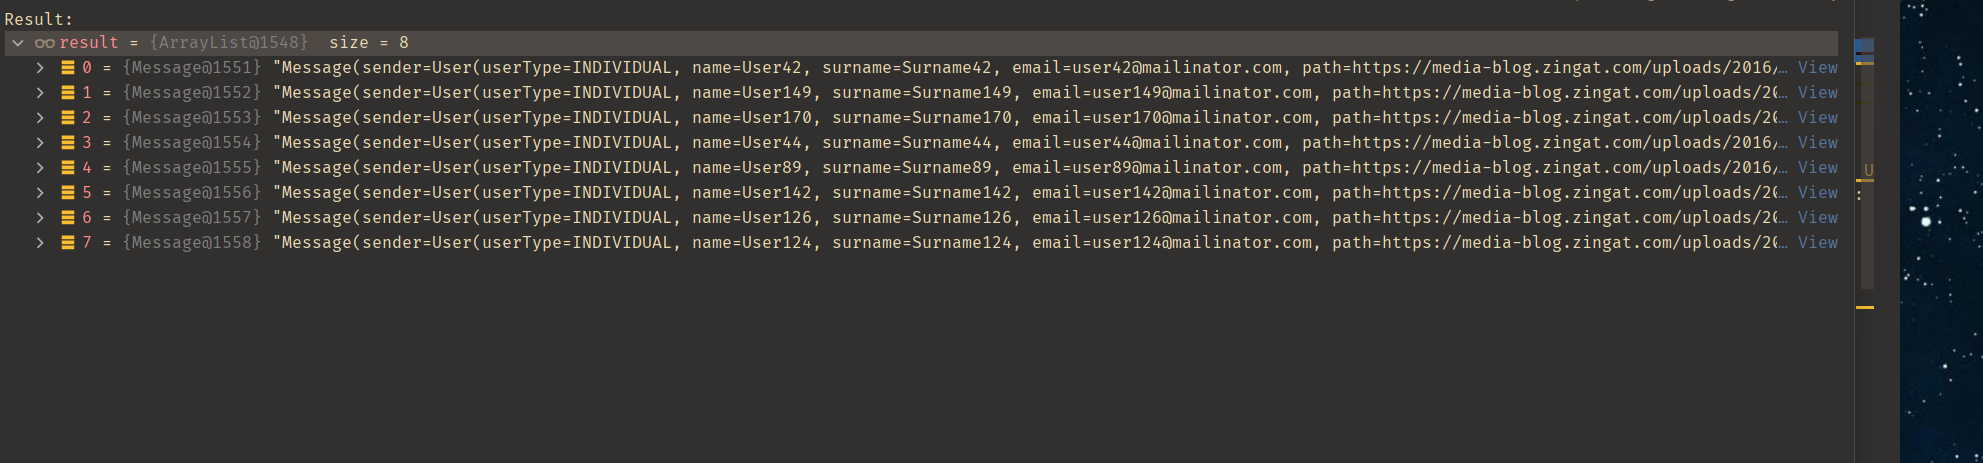 Result:
result = {ArrayList@1548} size = 8
0 = {Message@1551} "Message(sender=User(userType=INDIVIDUAL, name=User42, surname=Surname42, email=user42@mailinator.com, path=https://media-blog.zingat.com/uploads/2016/… View
1 = {Message@1552} "Message(sender=User(userType=INDIVIDUAL, name=User149, surname=Surname149, email=user149@mailinator.com, path=https://media-blog.zingat.com/uploads/20… View
2 = {Message@1553} "Message(sender=User(userType=INDIVIDUAL, name=User170, surname=Surname170, email=user170@mailinator.com, path=https://media-blog.zingat.com/uploads/20… View
3 = {Message@1554} "Message(sender=User(userType=INDIVIDUAL, name=User44, surname=Surname44, email=user44@mailinator.com, path=https://media-blog.zingat.com/uploads/2016/… View
4 = {Message@1555} "Message(sender=User(userType=INDIVIDUAL, name=User89, surname=Surname89, email=user89@mailinator.com, path=https://media-blog.zingat.com/uploads/2016/… View
5 = {Message@1556} "Message(sender=User(userType=INDIVIDUAL, name=User142, surname=Surname142, email=user142@mailinator.com, path=https://media-blog.zingat.com/uploads/20… View
6 = {Message@1557} "Message(sender=User(userType=INDIVIDUAL, name=User126, surname=Surname126, email=user126@mailinator.com, path=https://media-blog.zingat.com/uploads/20… View
7 = {Message@1558} "Message(sender=User(userType=INDIVIDUAL, name=User124, surname=Surname124, email=user124@mailinator.com, path=https://media-blog.zingat.com/uploads/20… View